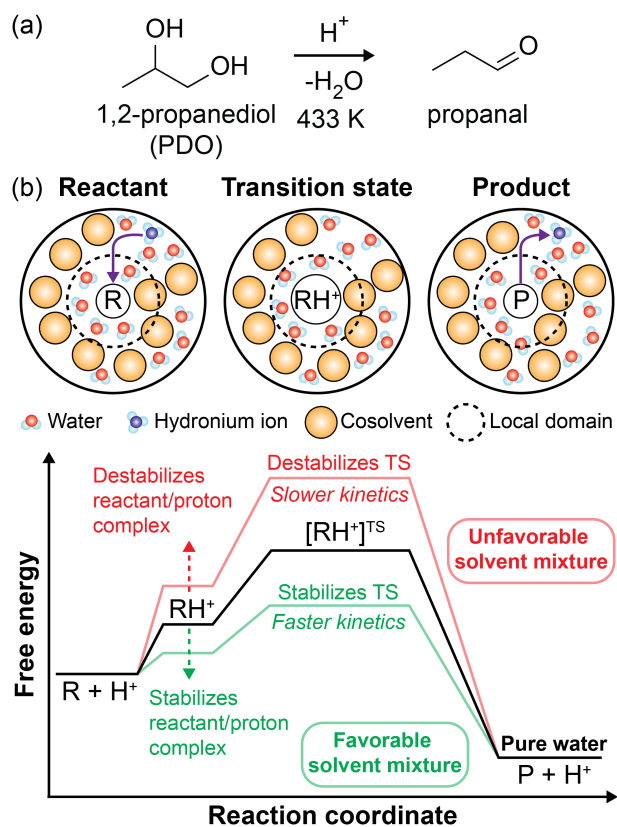 (a)
OH
OH
H⁺
-H₂O
433 K
O
1,2-propanediol
(PDO)
propanal
(b)
Reactant
Transition state
Product
R
RH⁺
P
Water
Hydronium ion
Cosolvent
Local domain
Free energy
Destabilizes
reactant/proton
complex
Destabilizes TS
Slower kinetics
Unfavorable
solvent mixture
[RH⁺]ᵀˢ
RH⁺
Stabilizes TS
Faster kinetics
R + H⁺
Stabilizes
reactant/proton
complex
Favorable
solvent mixture
Pure water
P + H⁺
Reaction coordinate